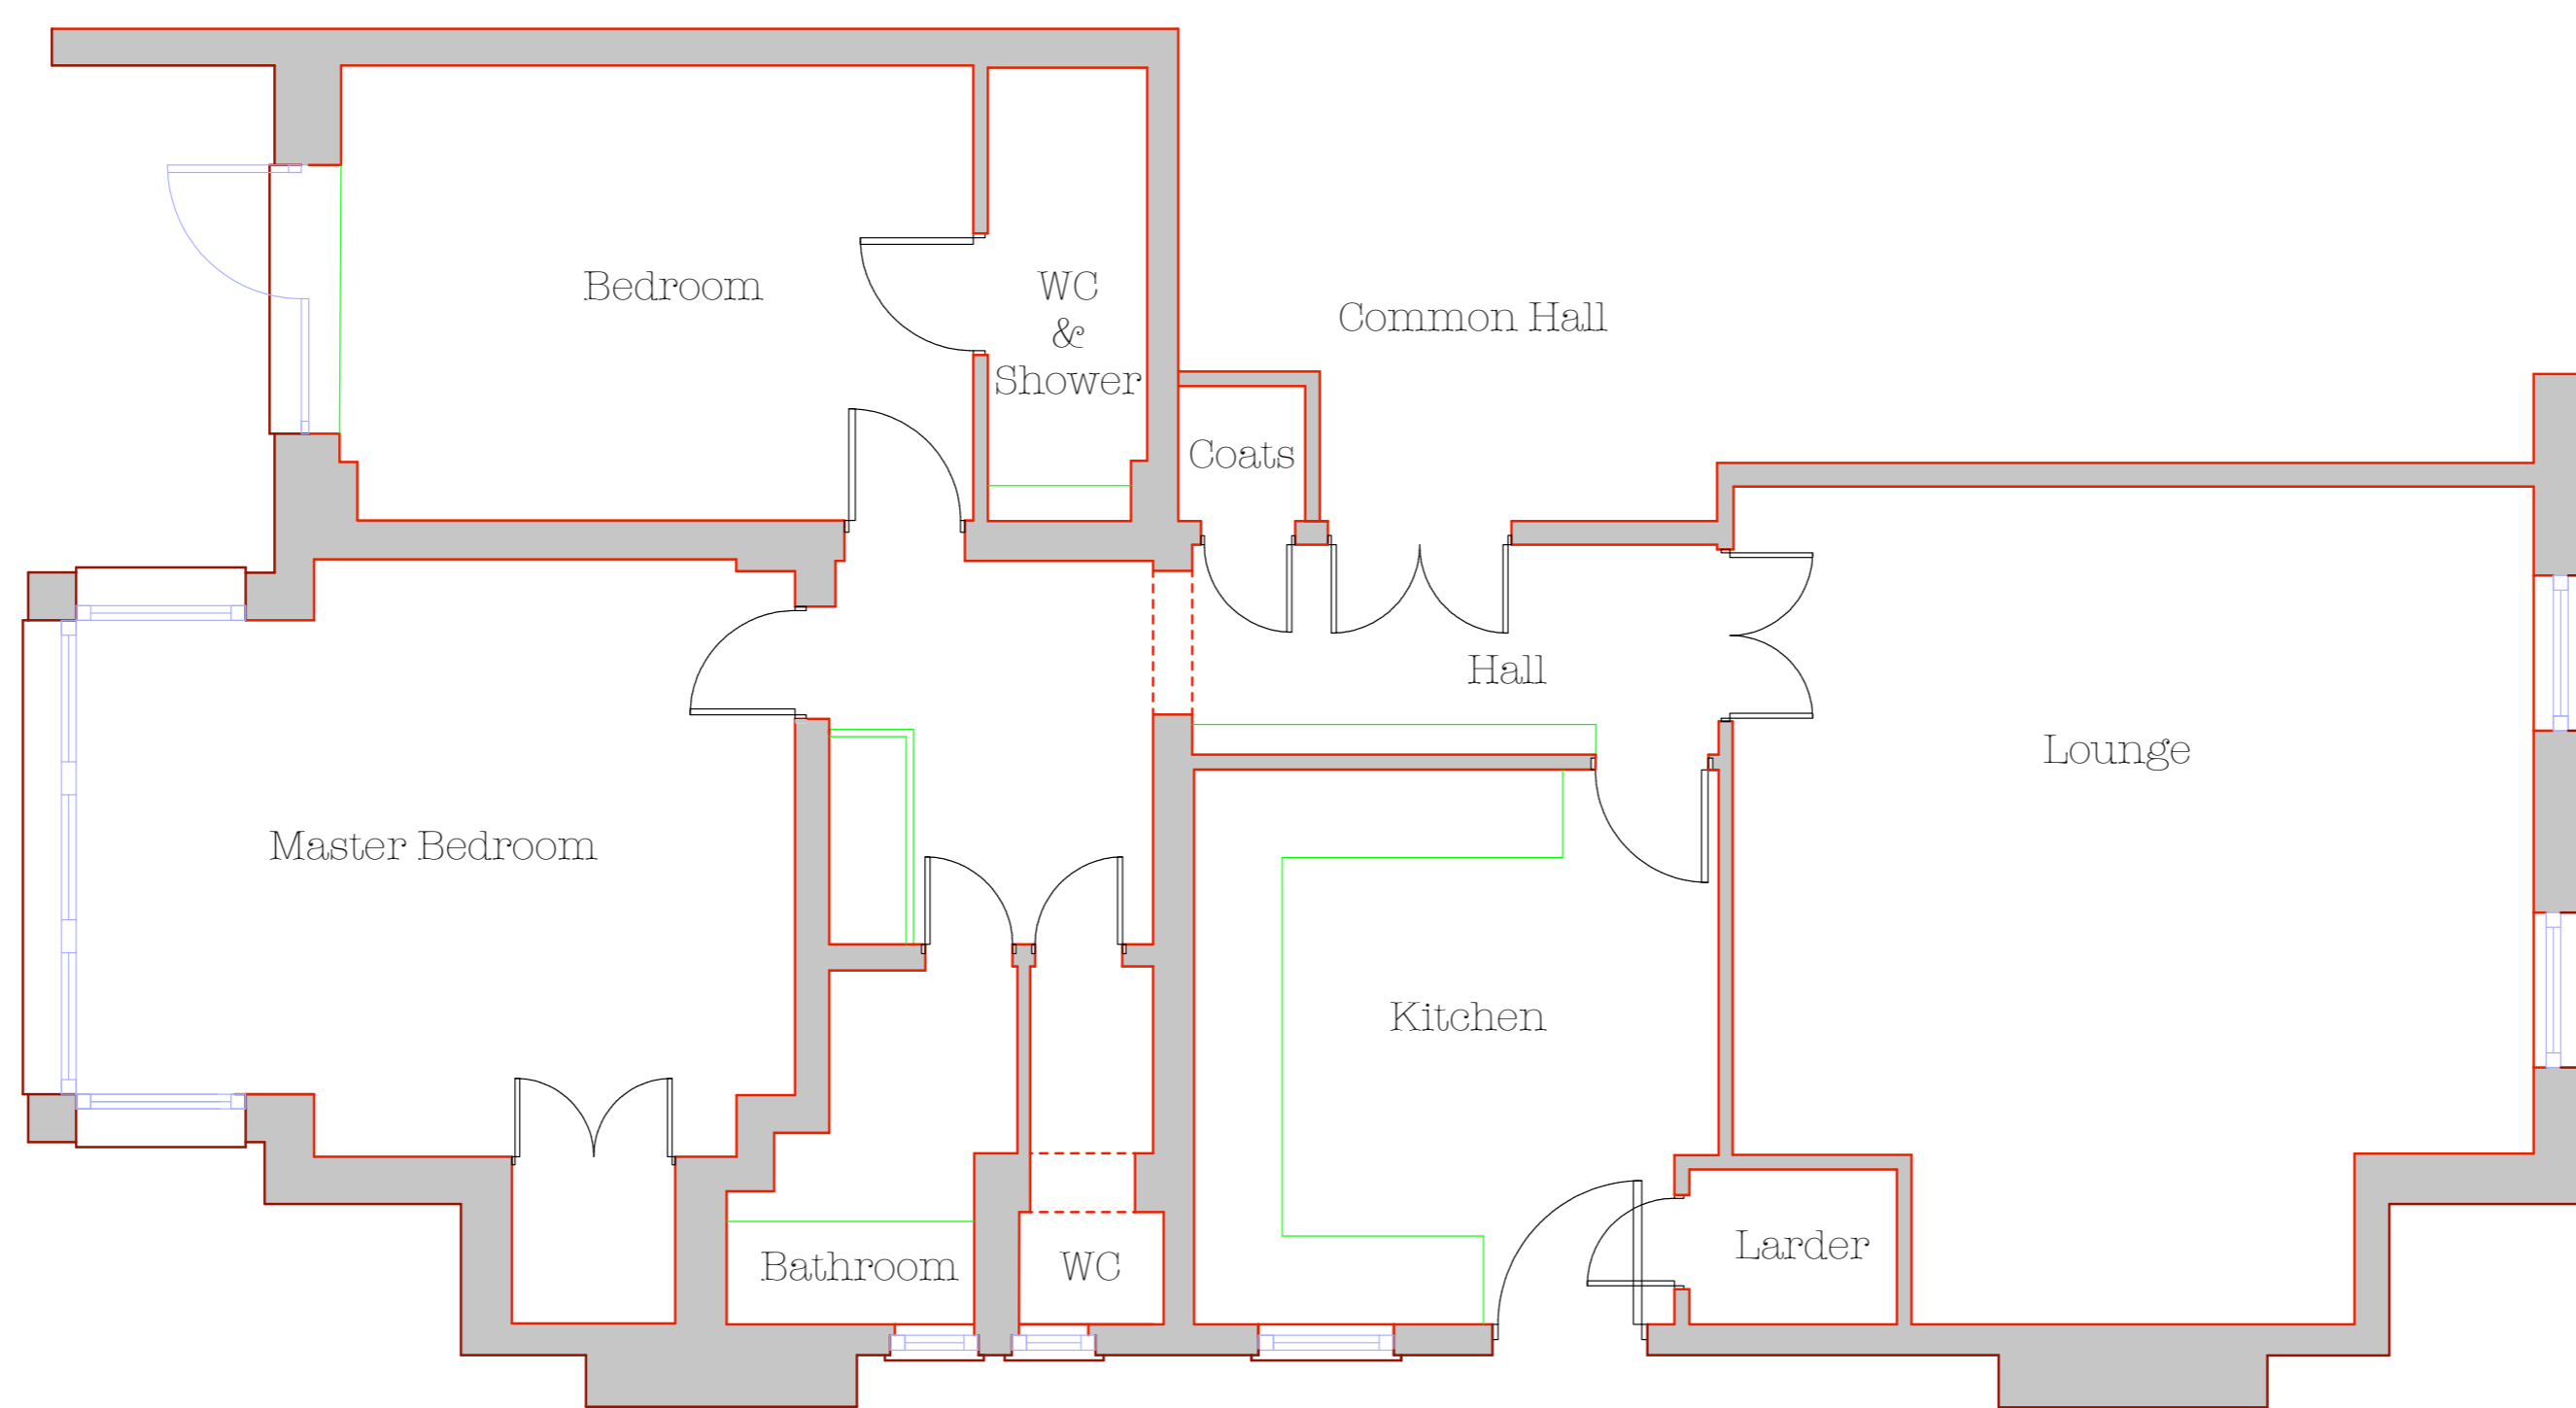 Bedroom
WC
&
Shower
Common Hall
Coats
Hall
Lounge
Master Bedroom
Kitchen
Larder
Bathroom
WC